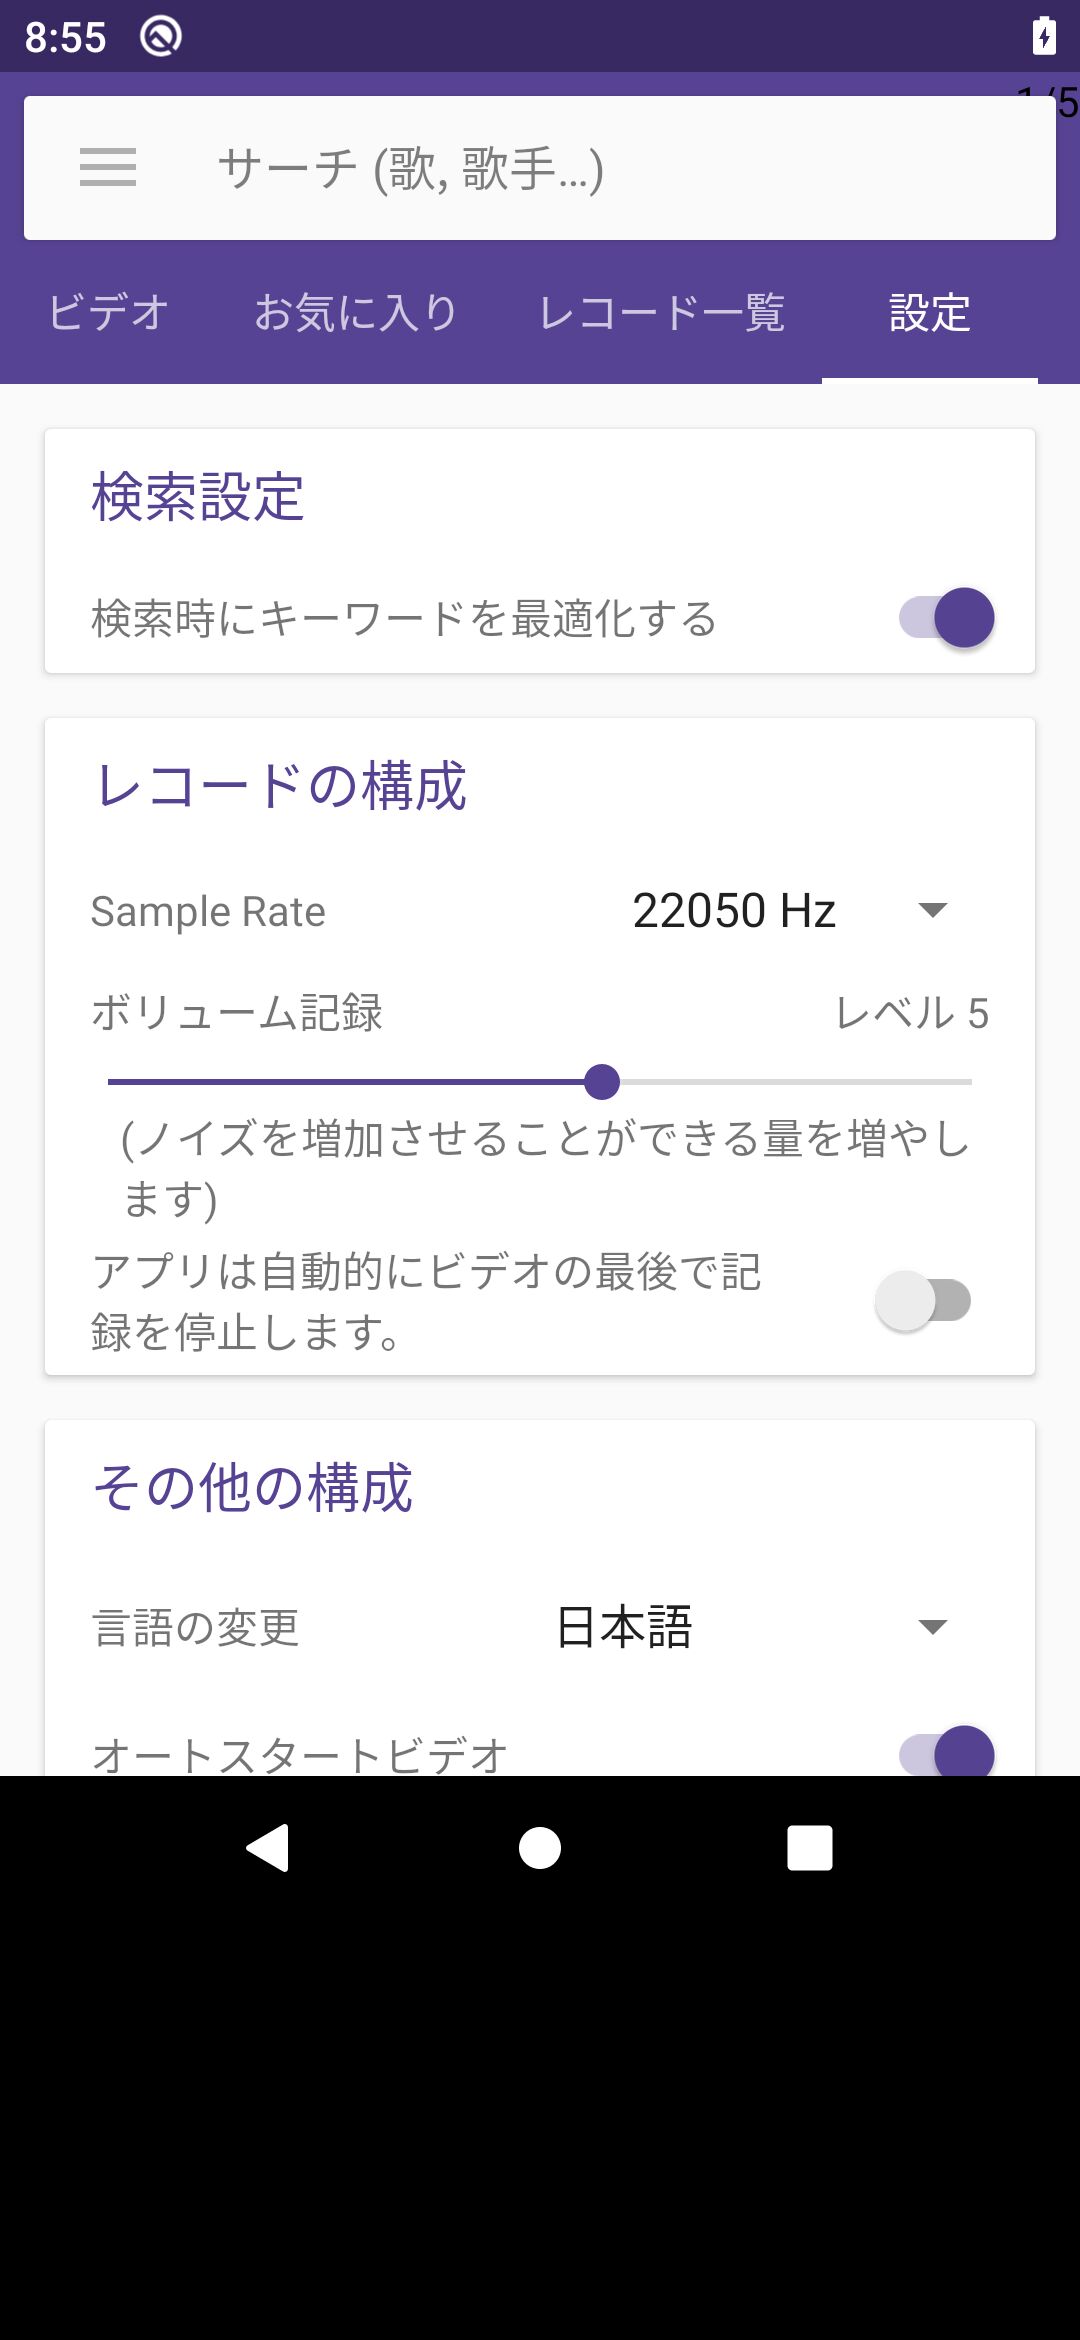 8:55
1/5
サーチ (歌, 歌手...)
ビデオ お気に入り レコード一覧 設定
検索設定
検索時にキーワードを最適化する
レコードの構成
Sample Rate 22050 Hz
ボリューム記録 レベル 5
(ノイズを増加させることができる量を増やし
ます)
アプリは自動的にビデオの最後で記
録を停止します。
その他の構成
言語の変更 日本語
オートスタートビデオ